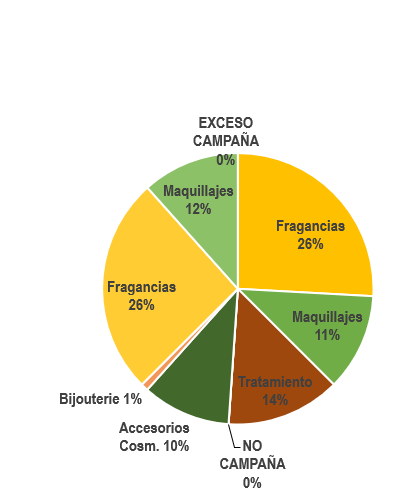 EXCESO
CAMPAÑA
0%
Maquillajes
12%
Fragancias
26%
Fragancias
26%
Maquillajes
11%
Tratamiento
14%
Bijouterie 1%
Accesorios
Cosm. 10%
NO
CAMPAÑA
0%